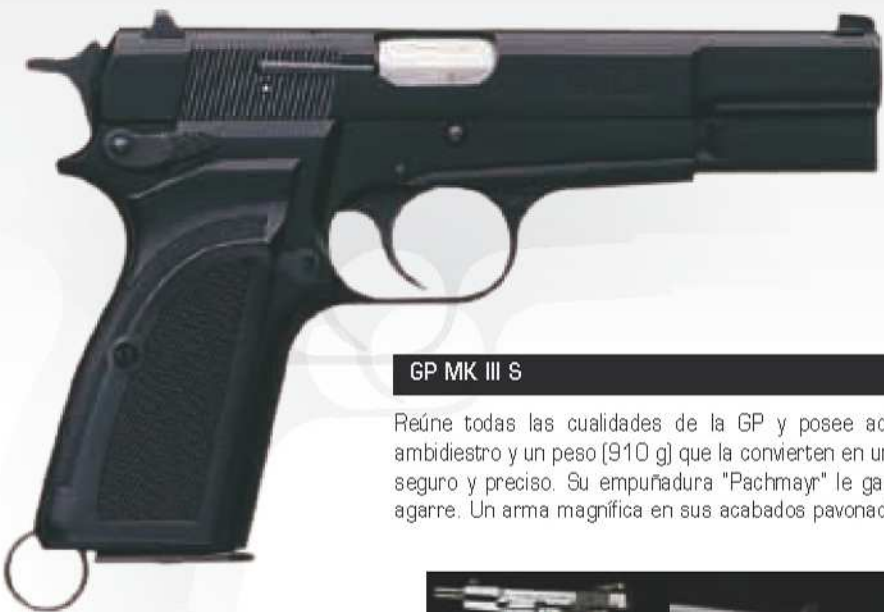 GP MK III S
Reúne todas las cualidades de la GP y posee
ambidiestro y un peso (910 g) que la convierten en
seguro y preciso. Su empuñadura "Pachmayr" le
agarre. Un arma magnífica en sus acabados